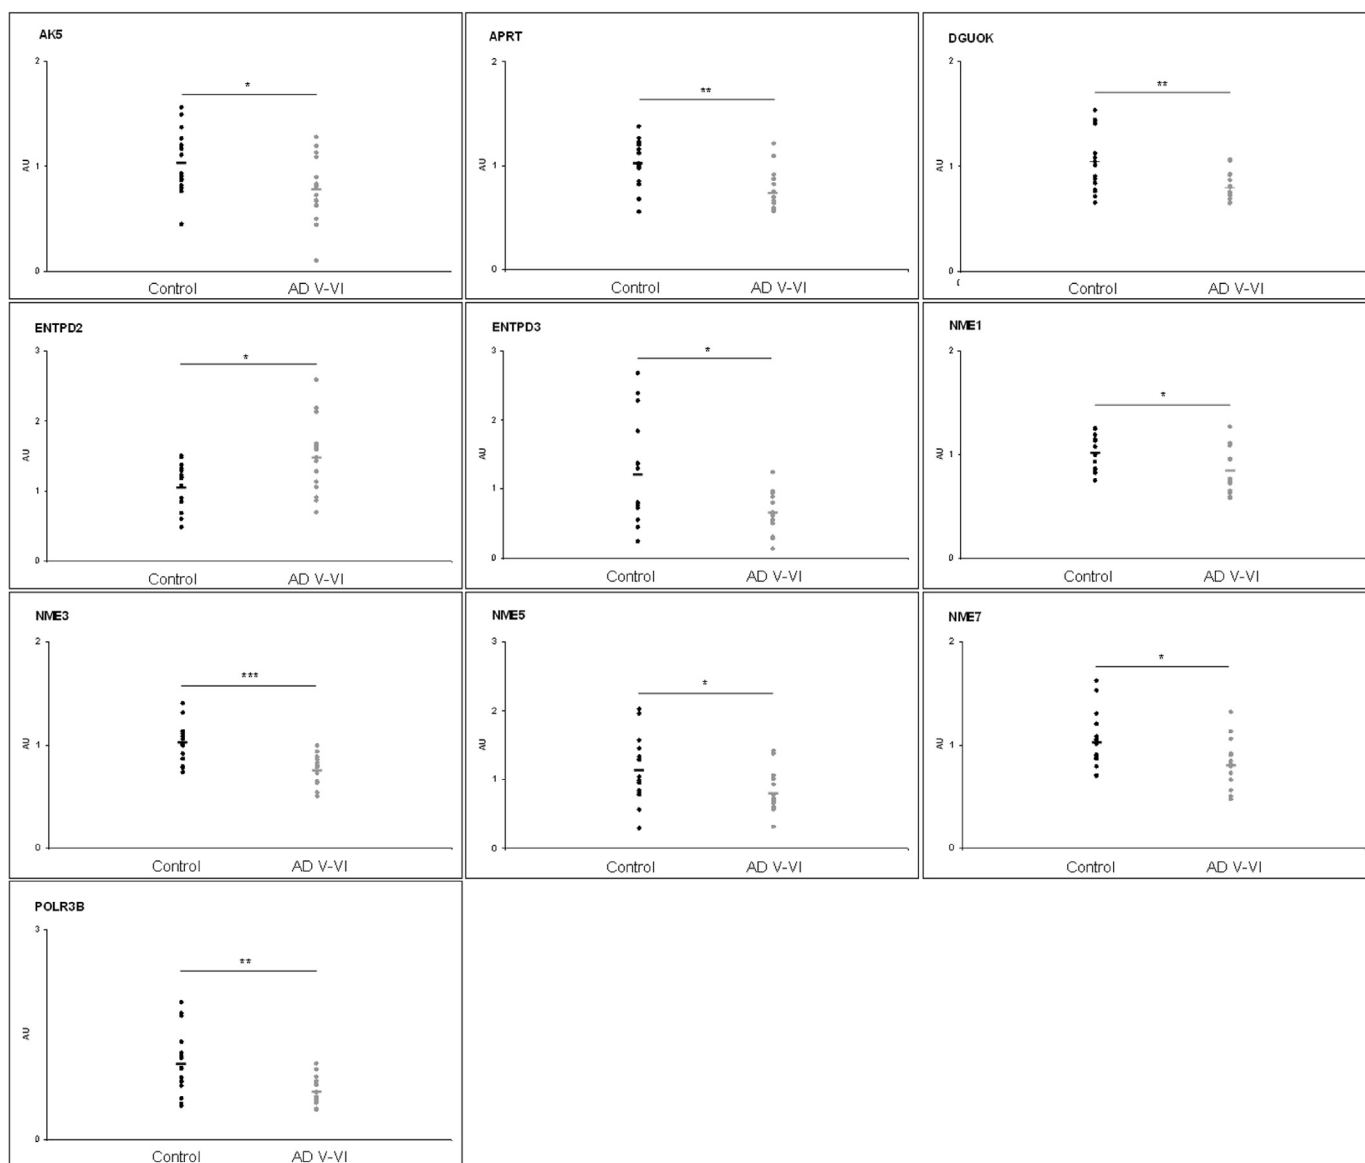 AK5
2
*
1
AU
0
Control AD V-VI
APRT
2
**
1
AU
0
Control AD V-VI
DGUOK
2
**
1
AU
0
Control AD V-VI
ENTPD2
3
*
2
AU
1
0
Control AD V-VI
ENTPD3
3
*
2
AU
1
0
Control AD V-VI
NME1
2
*
1
AU
0
Control AD V-VI
NME3
2
***
1
AU
0
Control AD V-VI
NME5
3
*
2
AU
1
0
Control AD V-VI
NME7
2
*
1
AU
0
Control AD V-VI
POLR3B
3
**
AU
0
Control AD V-VI